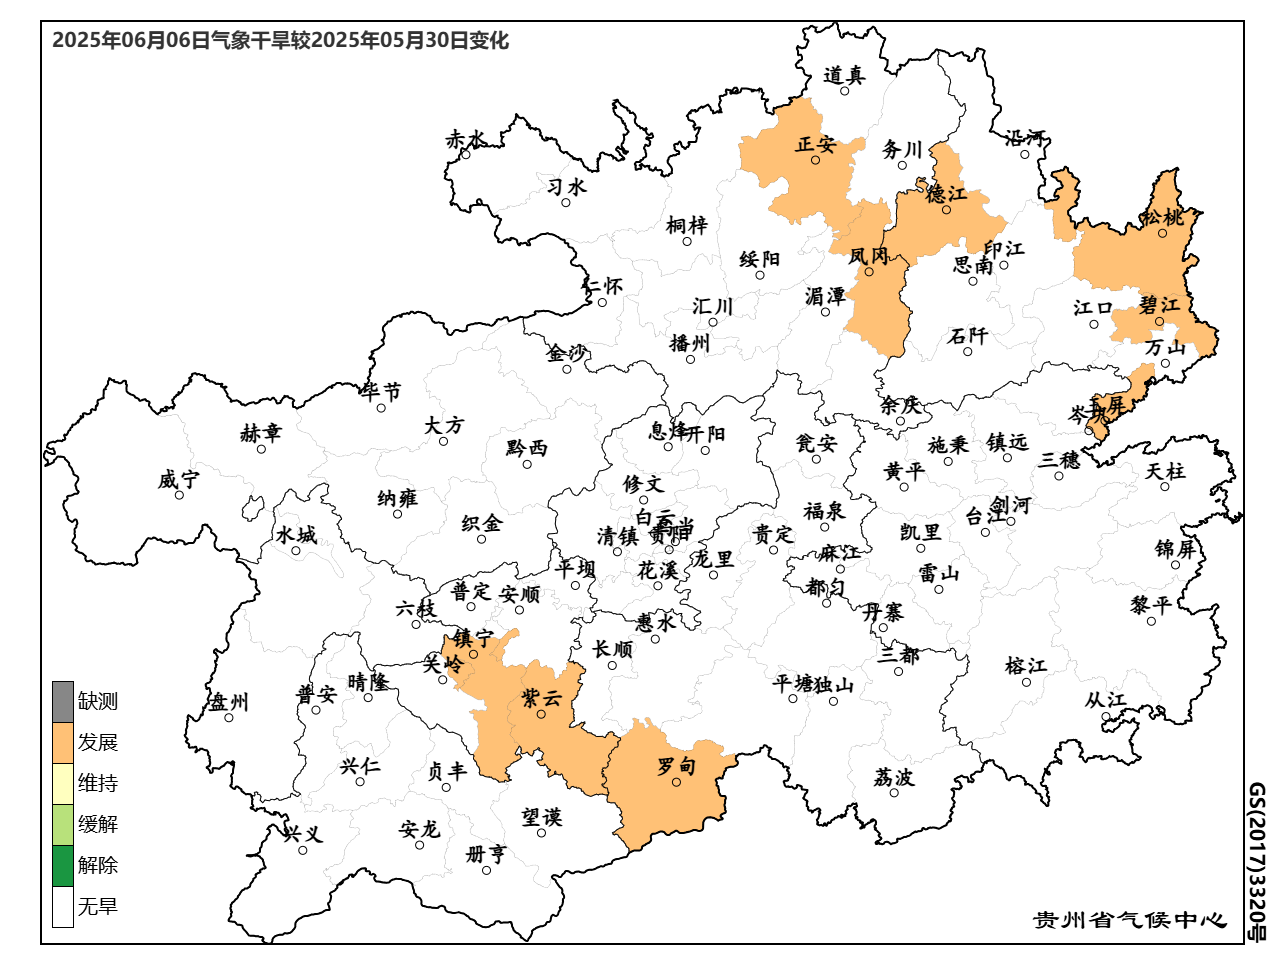 2025年06月06日气象干旱较2025年05月30日变化
道真
赤水
正安
务川
沿河
习水
德江
松桃
桐梓
绥阳
凤冈
思南
印江
仁怀
汇川
湄潭
江口
碧江
金沙
播州
石阡
万山
毕节
余庆
玉屏
岑巩
赫章
大方
黔西
息烽
开阳
瓮安
施秉
镇远
黄平
三穗
天柱
威宁
纳雍
修文
织金
福泉
剑河
台江
白云
乌当
水城
清镇
贵阳
贵定
凯里
锦屏
麻江
龙里
平坝
花溪
雷山
都匀
普定
安顺
六枝
丹寨
黎平
惠水
镇宁
长顺
关岭
三都
榕江
晴隆
普安
盘州
紫云
平塘
独山
从江
兴仁
贞丰
罗甸
荔波
兴义
安龙
望谟
册亨
缺测
发展
维持
缓解
解除
无旱
贵州省气候中心
GS(2017)3320号